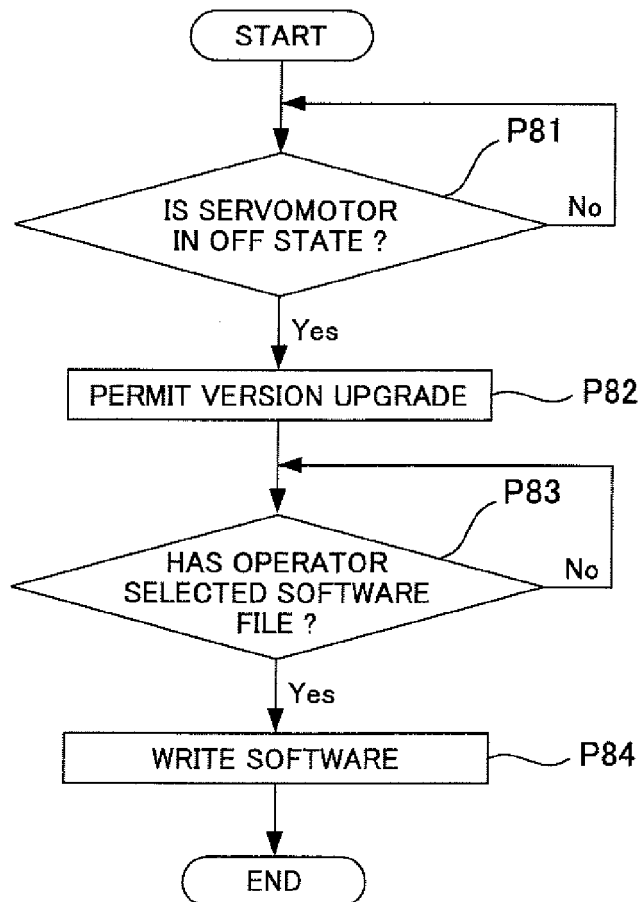 START
P81
IS SERVOMOTOR
IN OFF STATE ?
No
Yes
PERMIT VERSION UPGRADE
P82
P83
HAS OPERATOR
SELECTED SOFTWARE
FILE ?
No
Yes
WRITE SOFTWARE
P84
END